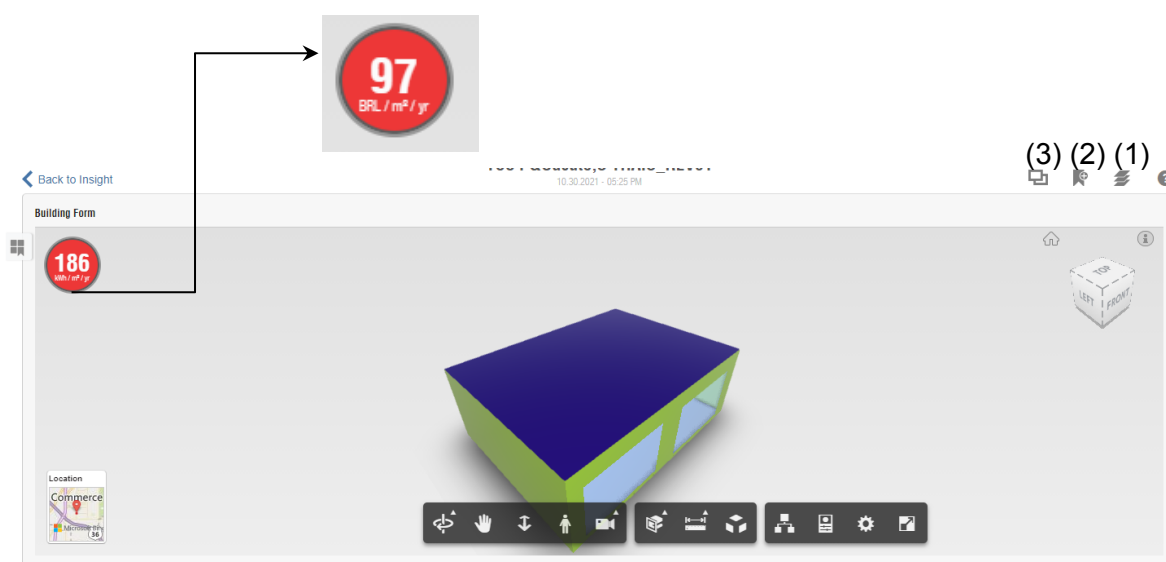 97
BRL / m² / yr
(3) (2) (1)
Back to Insight
10.30.2021 - 05:25 PM
Building Form
186
kWh / m² / yr
TOP
LEFT
FRONT
Location
Commerce
Microsoft
36